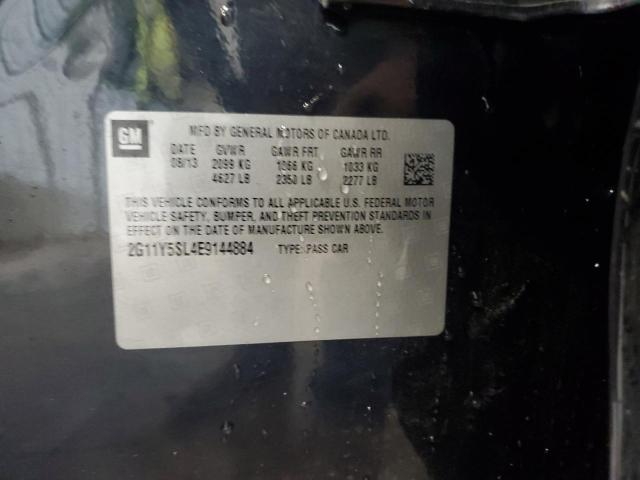 GM
MFD BY GENERAL MOTORS OF CANADA LTD.
DATE GVWR GAWR FRT GAWR RR
08/13 2099 KG 1066 KG 1033 KG
4627 LB 2350 LB 2277 LB
THIS VEHICLE CONFORMS TO ALL APPLICABLE U.S. FEDERAL MOTOR
VEHICLE SAFETY, BUMPER, AND THEFT PREVENTION STANDARDS IN
EFFECT ON THE DATE OF MANUFACTURE SHOWN ABOVE.
2G11Y5SL4E9144884 TYPE: PASS CAR